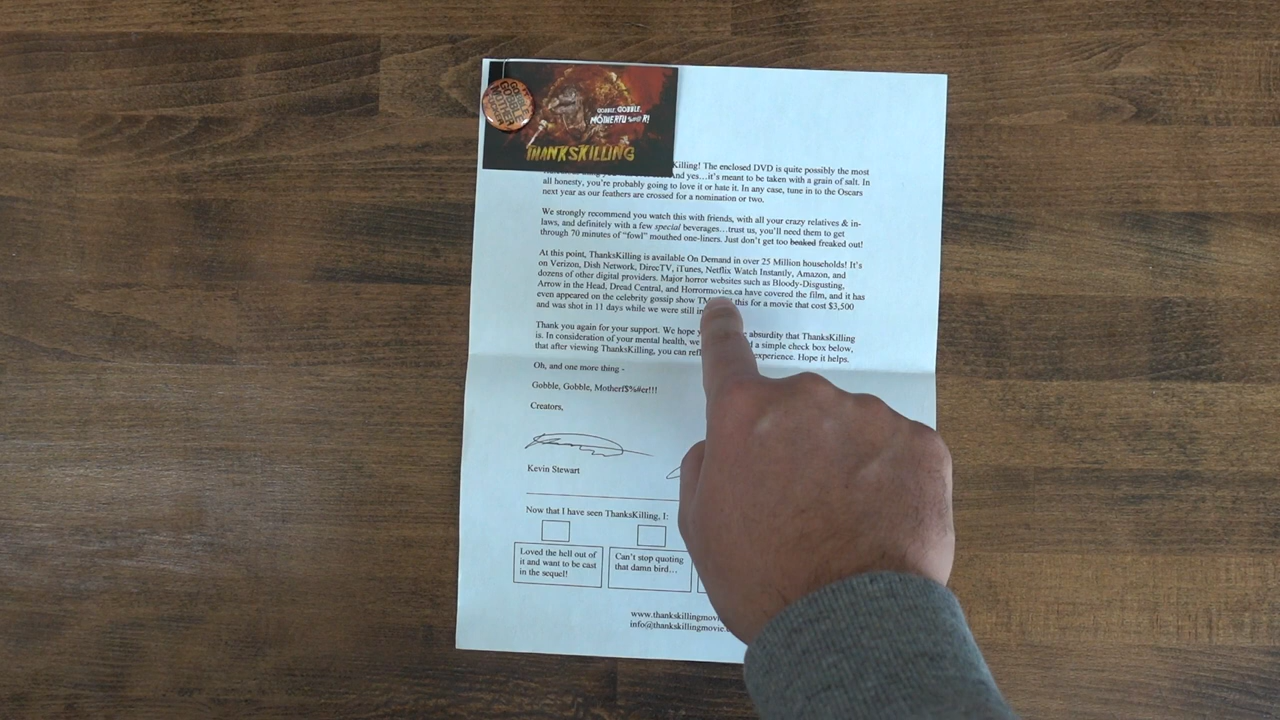 GOBBLE, GOBBLE,
MOTHERFU R!
THANKSKILLING
Killing! The enclosed DVD is quite possibly the most
And yes...it's meant to be taken with a grain of salt. In
all honesty, you're probably going to love it or hate it. In any case, tune in to the Oscars
next year as our feathers are crossed for a nomination or two.
We strongly recommend you watch this with friends, with all your crazy relatives & in-
laws, and definitely with a few special beverages...trust us, you'll need them to get
through 70 minutes of "fowl" mouthed one-liners. Just don't get too beaked freaked out!
At this point, ThanksKilling is available On Demand in over 25 Million households! It's
on Verizon, Dish Network, DirecTV, iTunes, Netflix Watch Instantly, Amazon, and
dozens of other digital providers. Major horror websites such as Bloody-Disgusting,
Arrow in the Head, Dread Central, and Horrormovies.ca have covered the film, and it has
even appeared on the celebrity gossip show this for a movie that cost $3,500
and was shot in 11 days while we were still in
Thank you again for your support. We hope absurdity that ThanksKilling
is. In consideration of your mental health, we a simple check box below,
that after viewing ThanksKilling, you can experience. Hope it helps.
Oh, and one more thing -
Gobble, Gobble, Motherf$%#er!!!
Creators,
Kevin Stewart
Now that I have seen ThanksKilling, I:
Loved the hell out of
it and want to be cast
in the sequel!
Can't stop quoting
that damn bird...
www.thankskillingmovi
info@thankskillingmovie.